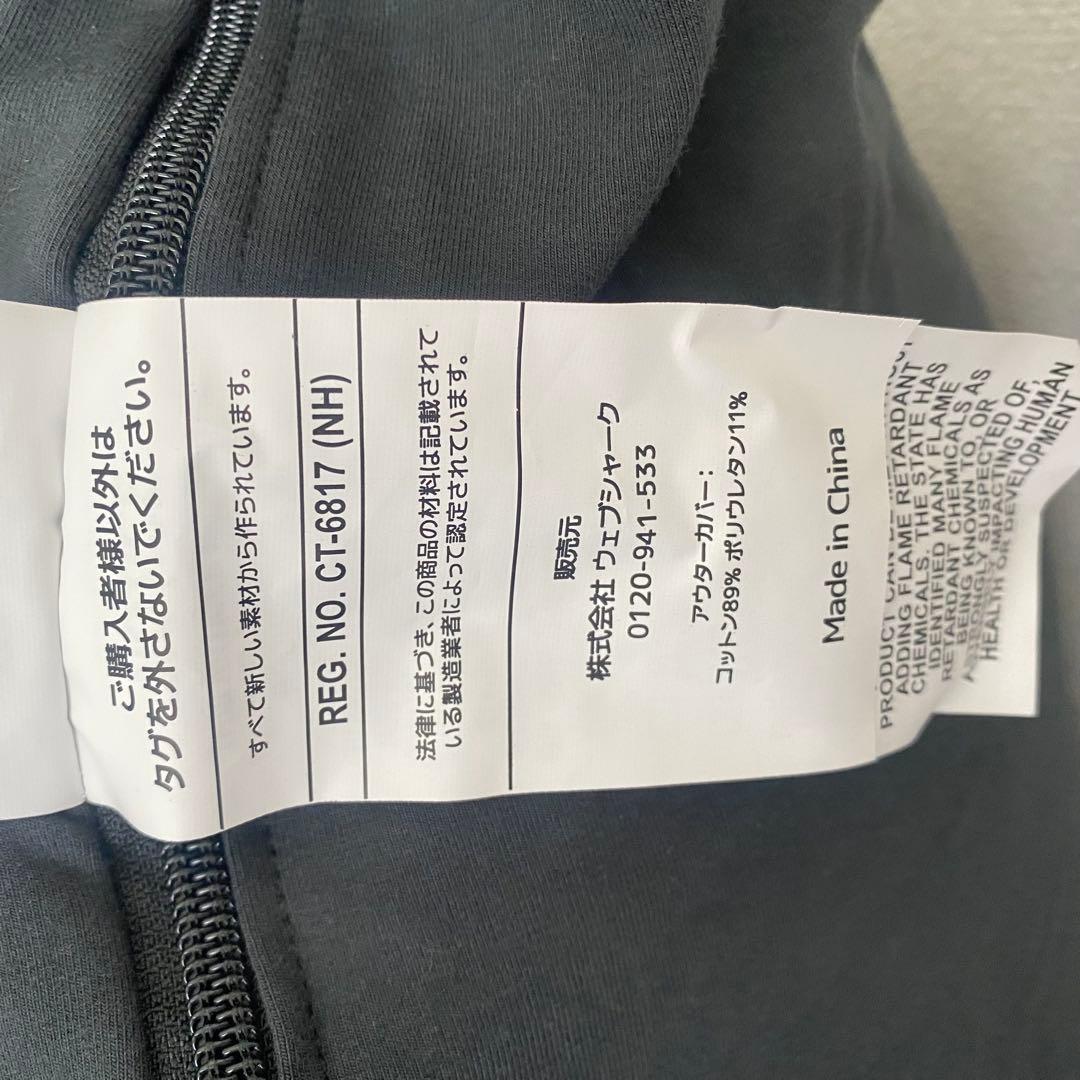 ご購入者様以外は
タグを外さないでください。
すべて新しい素材から作られています。
REG. NO. CT-6817 (NH)
法律に基づき、この商品の材料は記載されて
いる製造業者によって認定されています。
販売元
株式会社 ウェブシャーク
0120-941-533
アウターカバー：
コットン89% ポリウレタン11%
Made in China
PRODUCT
ADDING FLAME RETARDANT
CHEMICALS. THE STATE HAS
IDENTIFIED MANY FLAME
RETARDANT CHEMICALS AS
BEING KNOWN TO, OR
SUSPECTED OF,
IMPACTING HUMAN
HEALTH OR DEVELOPMENT